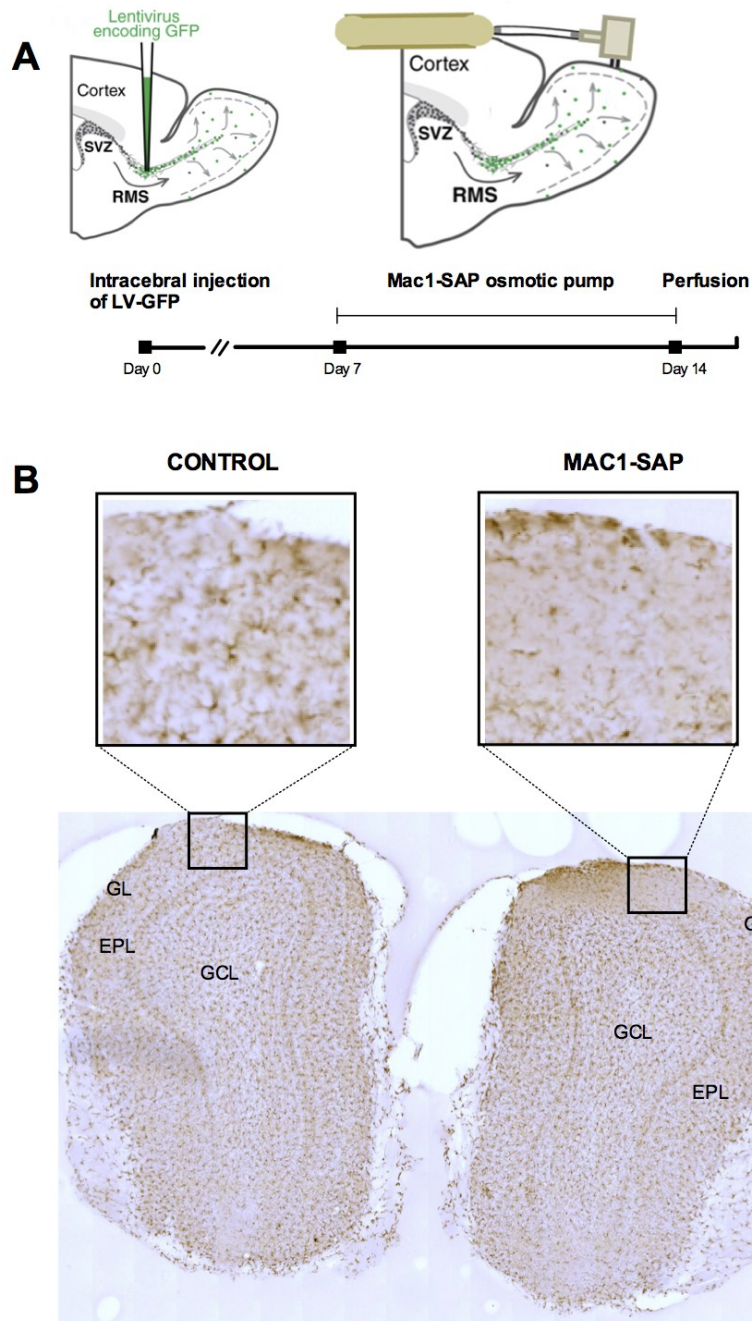 Lentivirus
encoding GFP
A
Cortex
SVZ
RMS
Cortex
SVZ
RMS
Intracebral injection
of LV-GFP
Mac1-SAP osmotic pump
Perfusion
Day 0
Day 7
Day 14
B
CONTROL
MAC1-SAP
GL
EPL
GCL
G
GCL
EPL